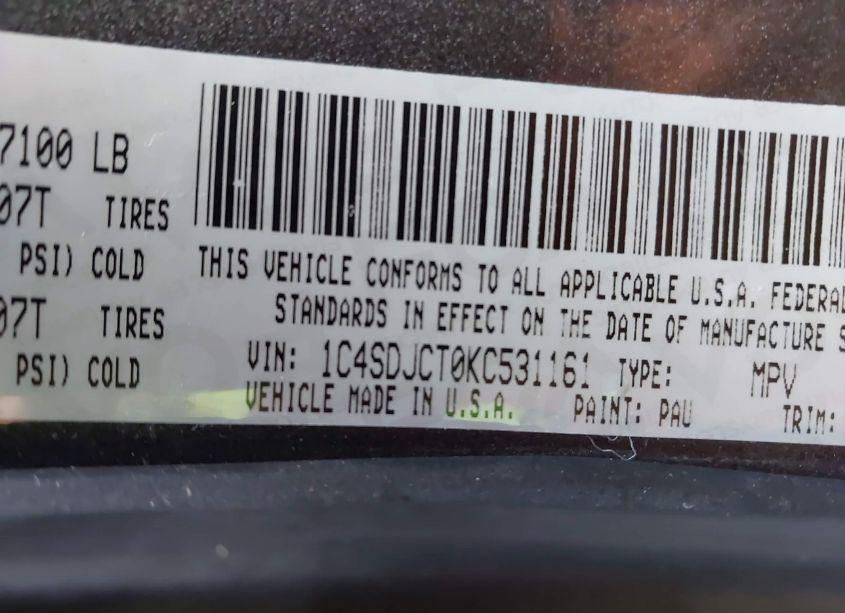 7100 LB
07T TIRES
PSI) COLD
07T TIRES
PSI) COLD
THIS VEHICLE CONFORMS TO ALL APPLICABLE U.S.A. FEDERAL
STANDARDS IN EFFECT ON THE DATE OF MANUFACTURE S
VIN: 1C4SDJCT0KC531161 TYPE: MPV
VEHICLE MADE IN U.S.A. PAINT: PAU TRIM: